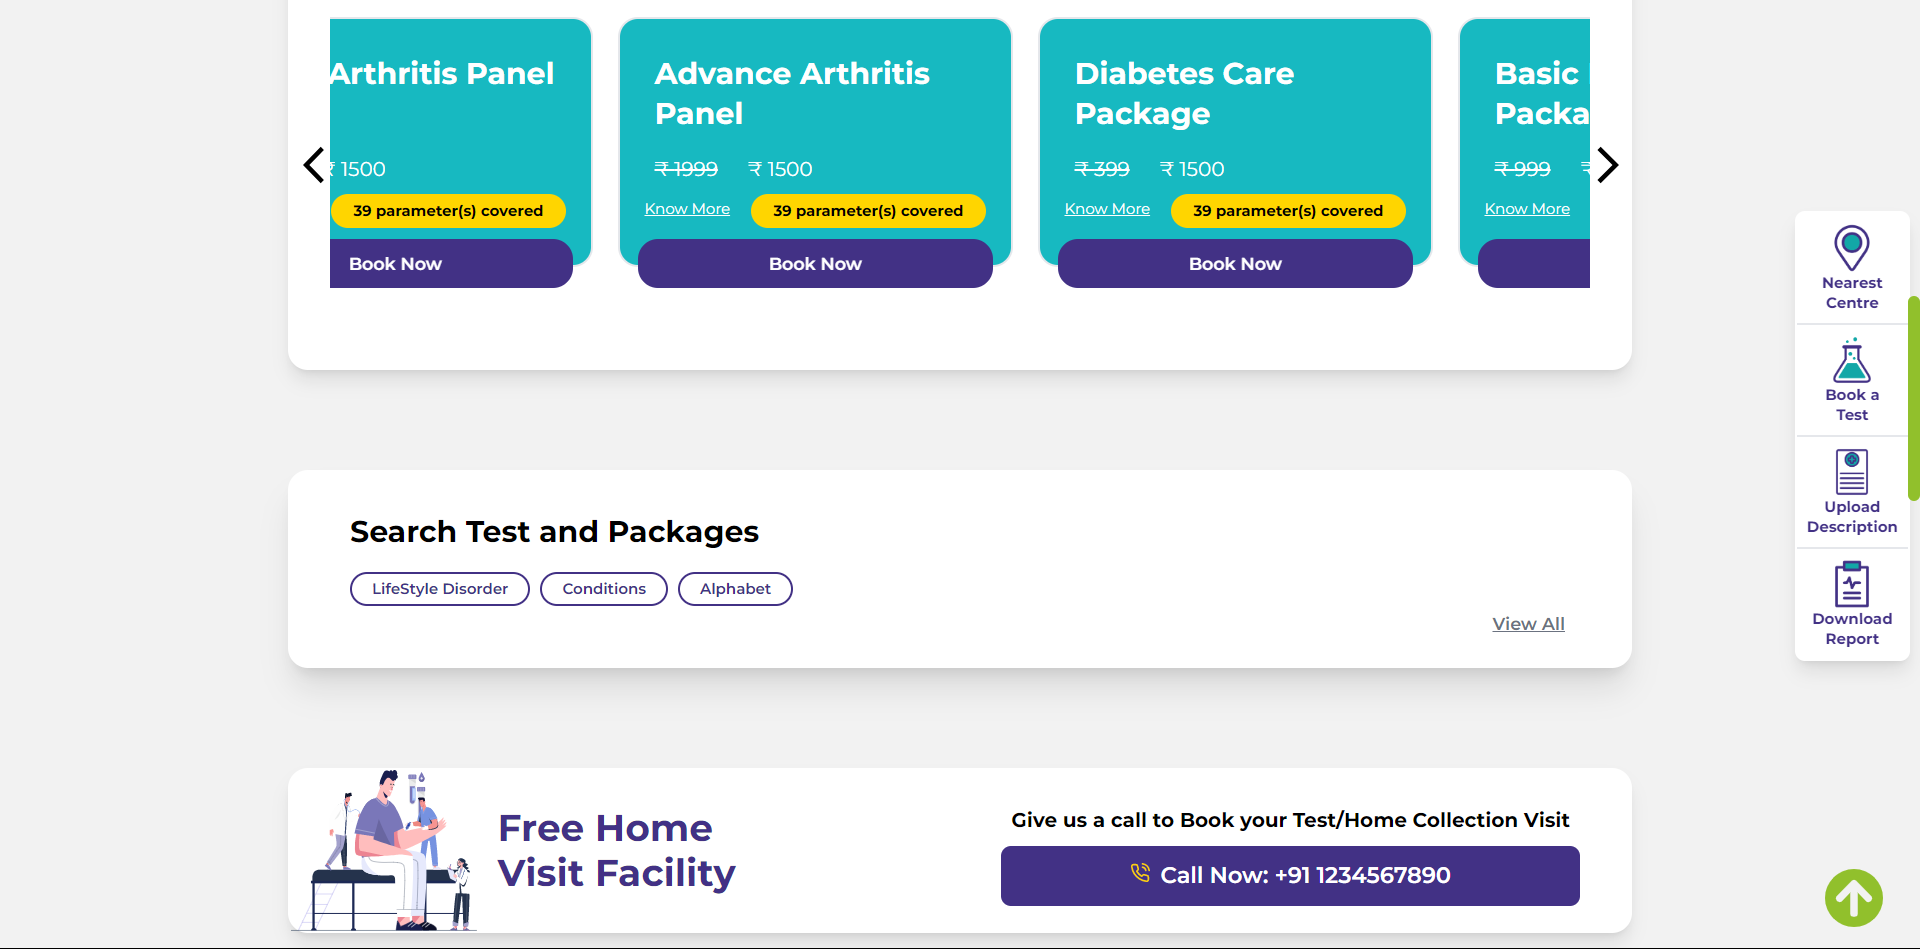 Arthritis Panel
₹ 1500
39 parameter(s) covered
Book Now
Advance Arthritis
Panel
₹ 1999 ₹ 1500
Know More 39 parameter(s) covered
Book Now
Diabetes Care
Package
₹ 399 ₹ 1500
Know More 39 parameter(s) covered
Book Now
Basic
₹ 999 ₹
Know More
Nearest
Centre
Book a
Test
Upload
Description
Download
Report
Search Test and Packages
LifeStyle Disorder Conditions Alphabet
View All
Free Home
Visit Facility
Give us a call to Book your Test/Home Collection Visit
Call Now: +91 1234567890